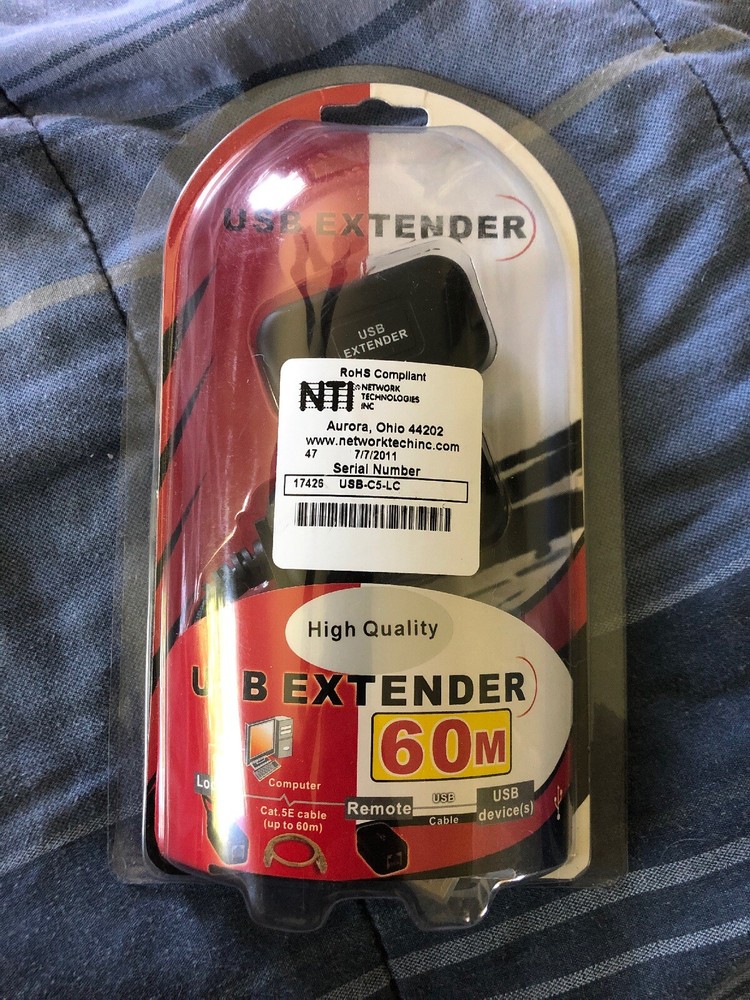 USB EXTENDER
USB
EXTENDER
RoHS Compliant
NTI NETWORK
TECHNOLOGIES
INC
Aurora, Ohio 44202
www.networktechinc.com
47 7/7/2011
Serial Number
17426 USB-C5-LC
High Quality
USB EXTENDER
60M
Computer
Cat.5E cable
(up to 60m)
Remote
USB
Cable
USB
device(s)